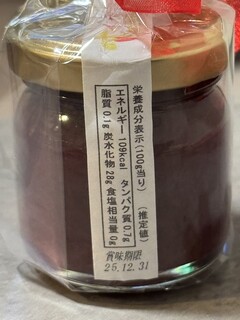 栄養成分表示(100g当り) (推定値)
エネルギー 109kcal タンパク質 0.7g
脂質 0.1g 炭水化物 28g 食塩相当量 0g
賞味期限
25.12.31